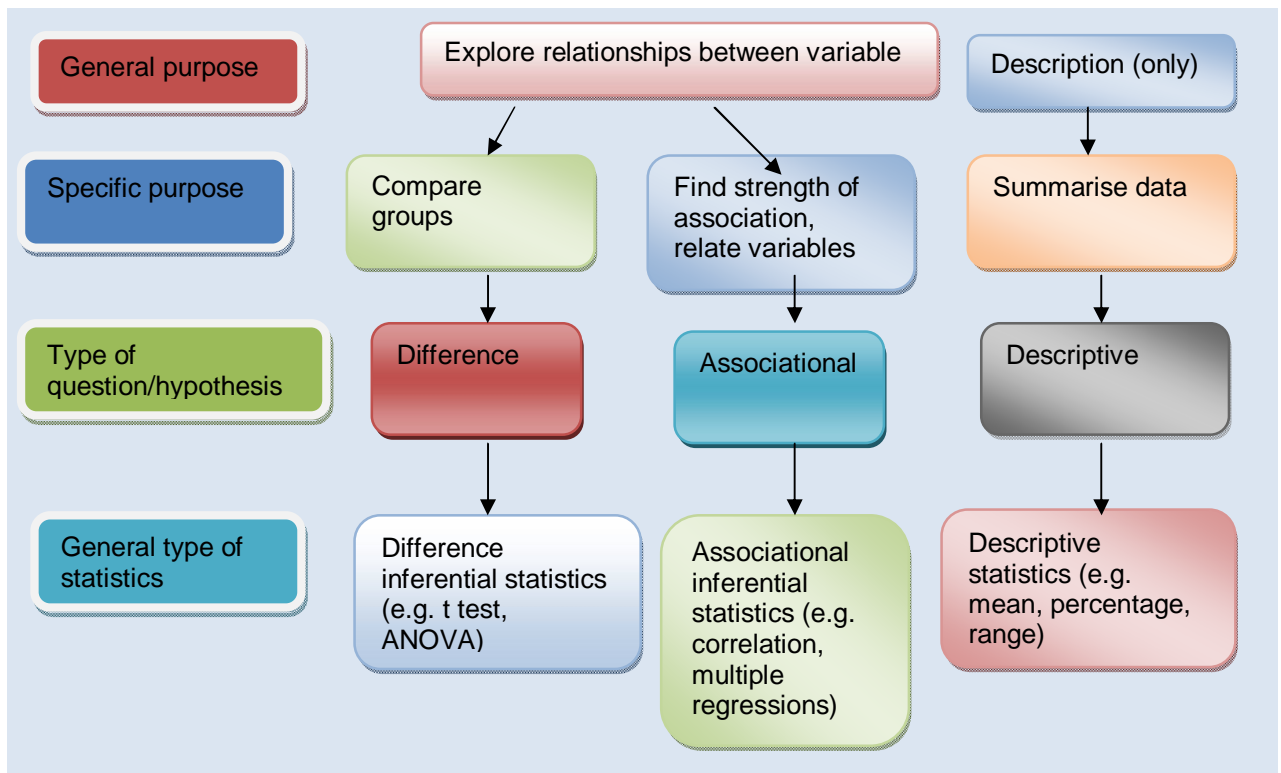 General purpose
Explore relationships between variable
Description (only)
Specific purpose
Compare
groups
Find strength of
association,
relate variables
Summarise data
Type of
question/hypothesis
Difference
Associational
Descriptive
General type of
statistics
Difference
inferential statistics
(e.g. t test,
ANOVA)
Associational
inferential
statistics (e.g.
correlation,
multiple
regressions)
Descriptive
statistics (e.g.
mean, percentage,
range)